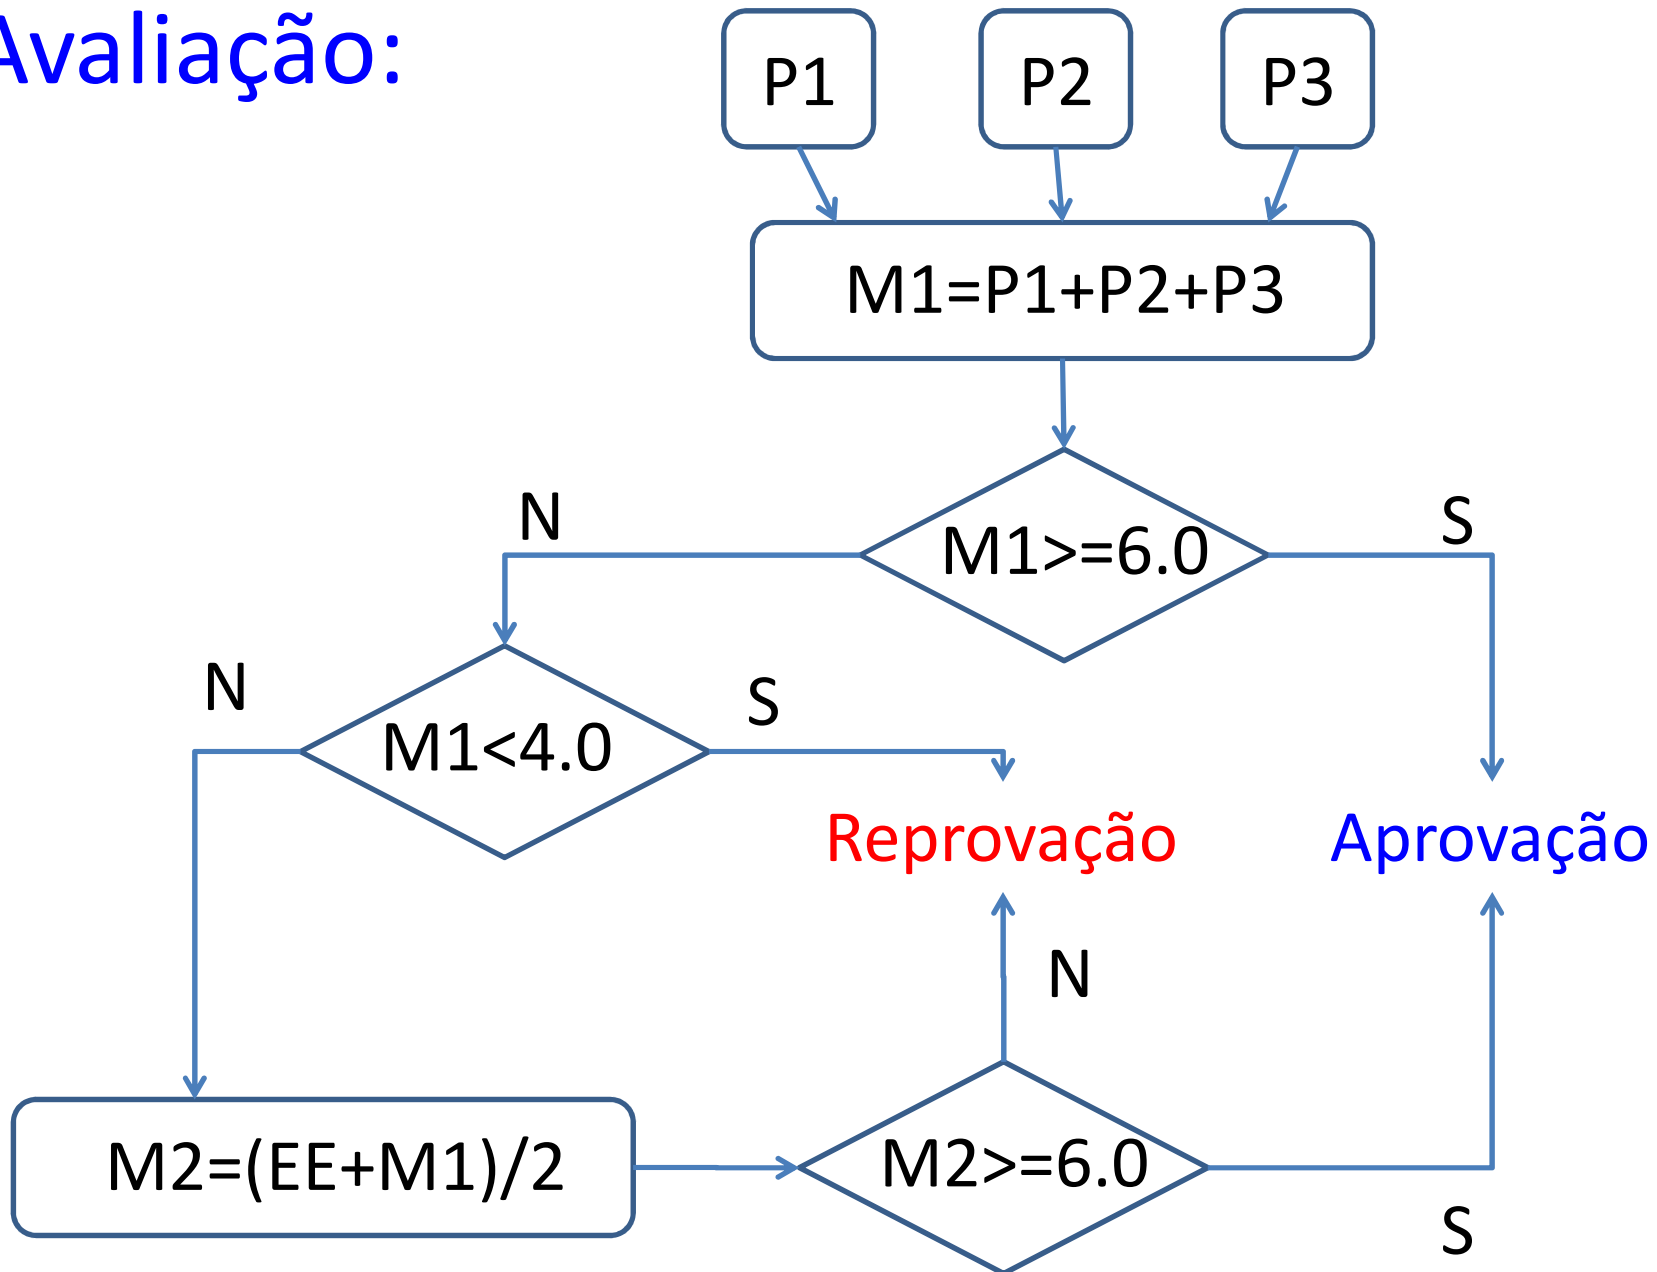 Avaliação:
P1
P2
P3
M1=P1+P2+P3
N
M1>=6.0
S
N
M1<4.0
S
Reprovação
Aprovação
N
M2=(EE+M1)/2
M2>=6.0
S